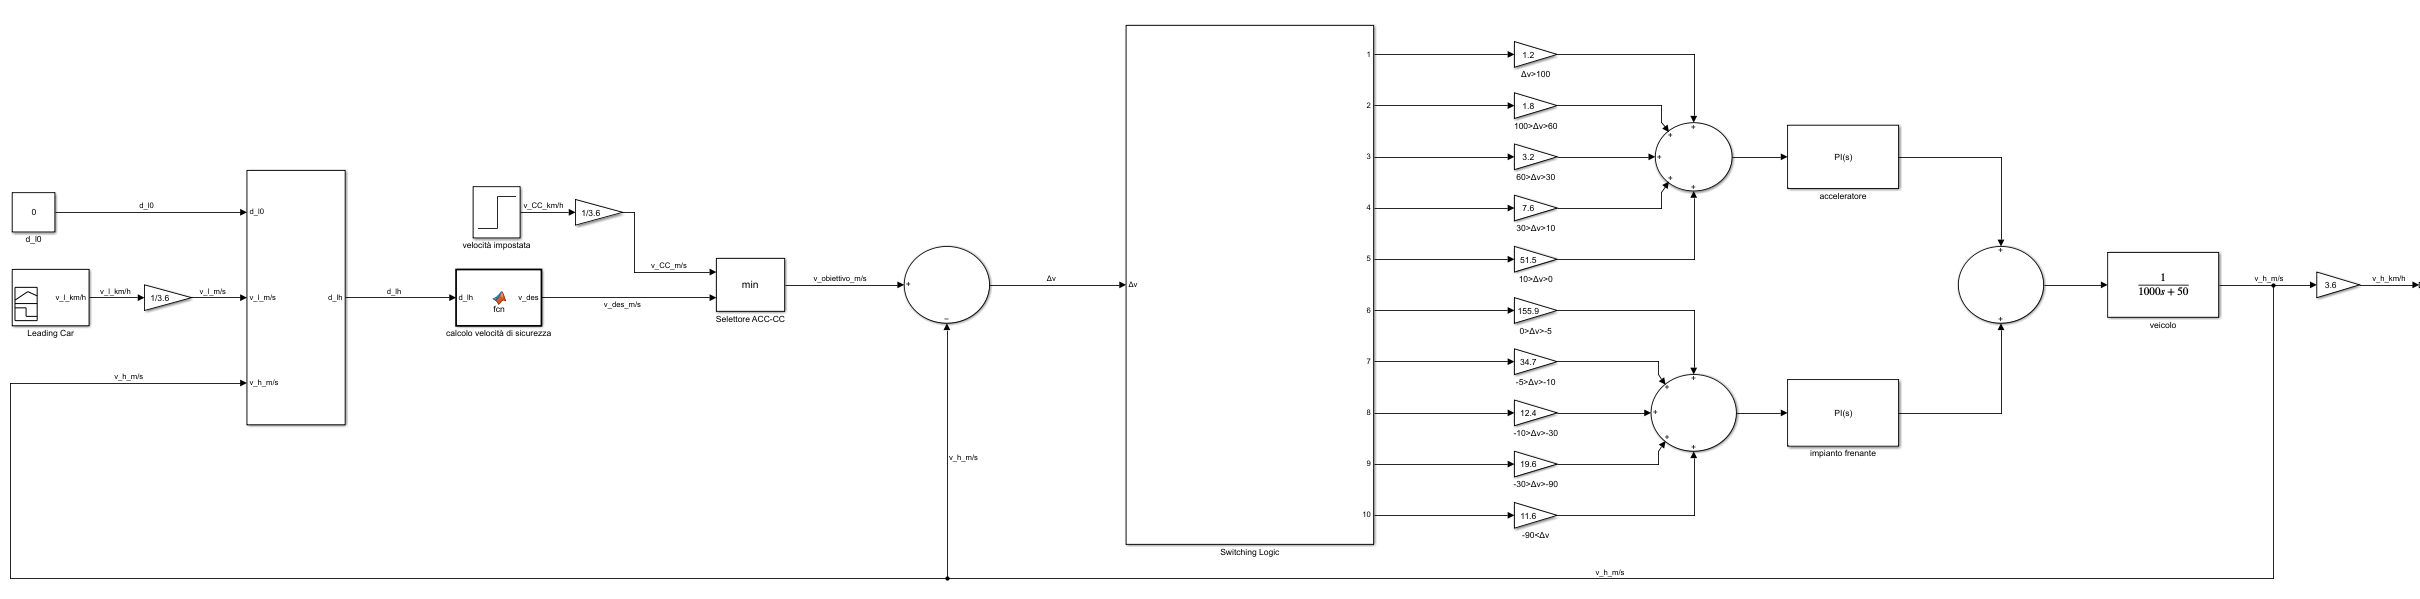 0
d_l0
d_l0
v_l_km/h
Leading Car
v_l_km/h
1/3.6
v_l_m/s
v_h_m/s
d_l0
v_l_m/s
v_h_m/s
d_lh
d_lh
velocità impostata
v_CC_km/h
1/3.6
v_CC_m/s
d_lh
fcn
v_des
calcolo velocità di sicurezza
v_des_m/s
min
Selettore ACC-CC
v_obiettivo_m/s
+
−
v_h_m/s
Δv
Δv
Switching Logic
1
2
3
4
5
6
7
8
9
10
1.2
Δv>100
1.8
100>Δv>60
3.2
60>Δv>30
7.6
30>Δv>10
51.5
10>Δv>0
155.9
0>Δv>-5
34.7
-5>Δv>-10
12.4
-10>Δv>-30
19.6
-30>Δv>-90
11.6
-90<Δv
+
+
+
+
+
+
+
+
+
+
PI(s)
acceleratore
PI(s)
impianto frenante
+
+
1
1000s + 50
veicolo
v_h_m/s
3.6
v_h_km/h
v_h_m/s